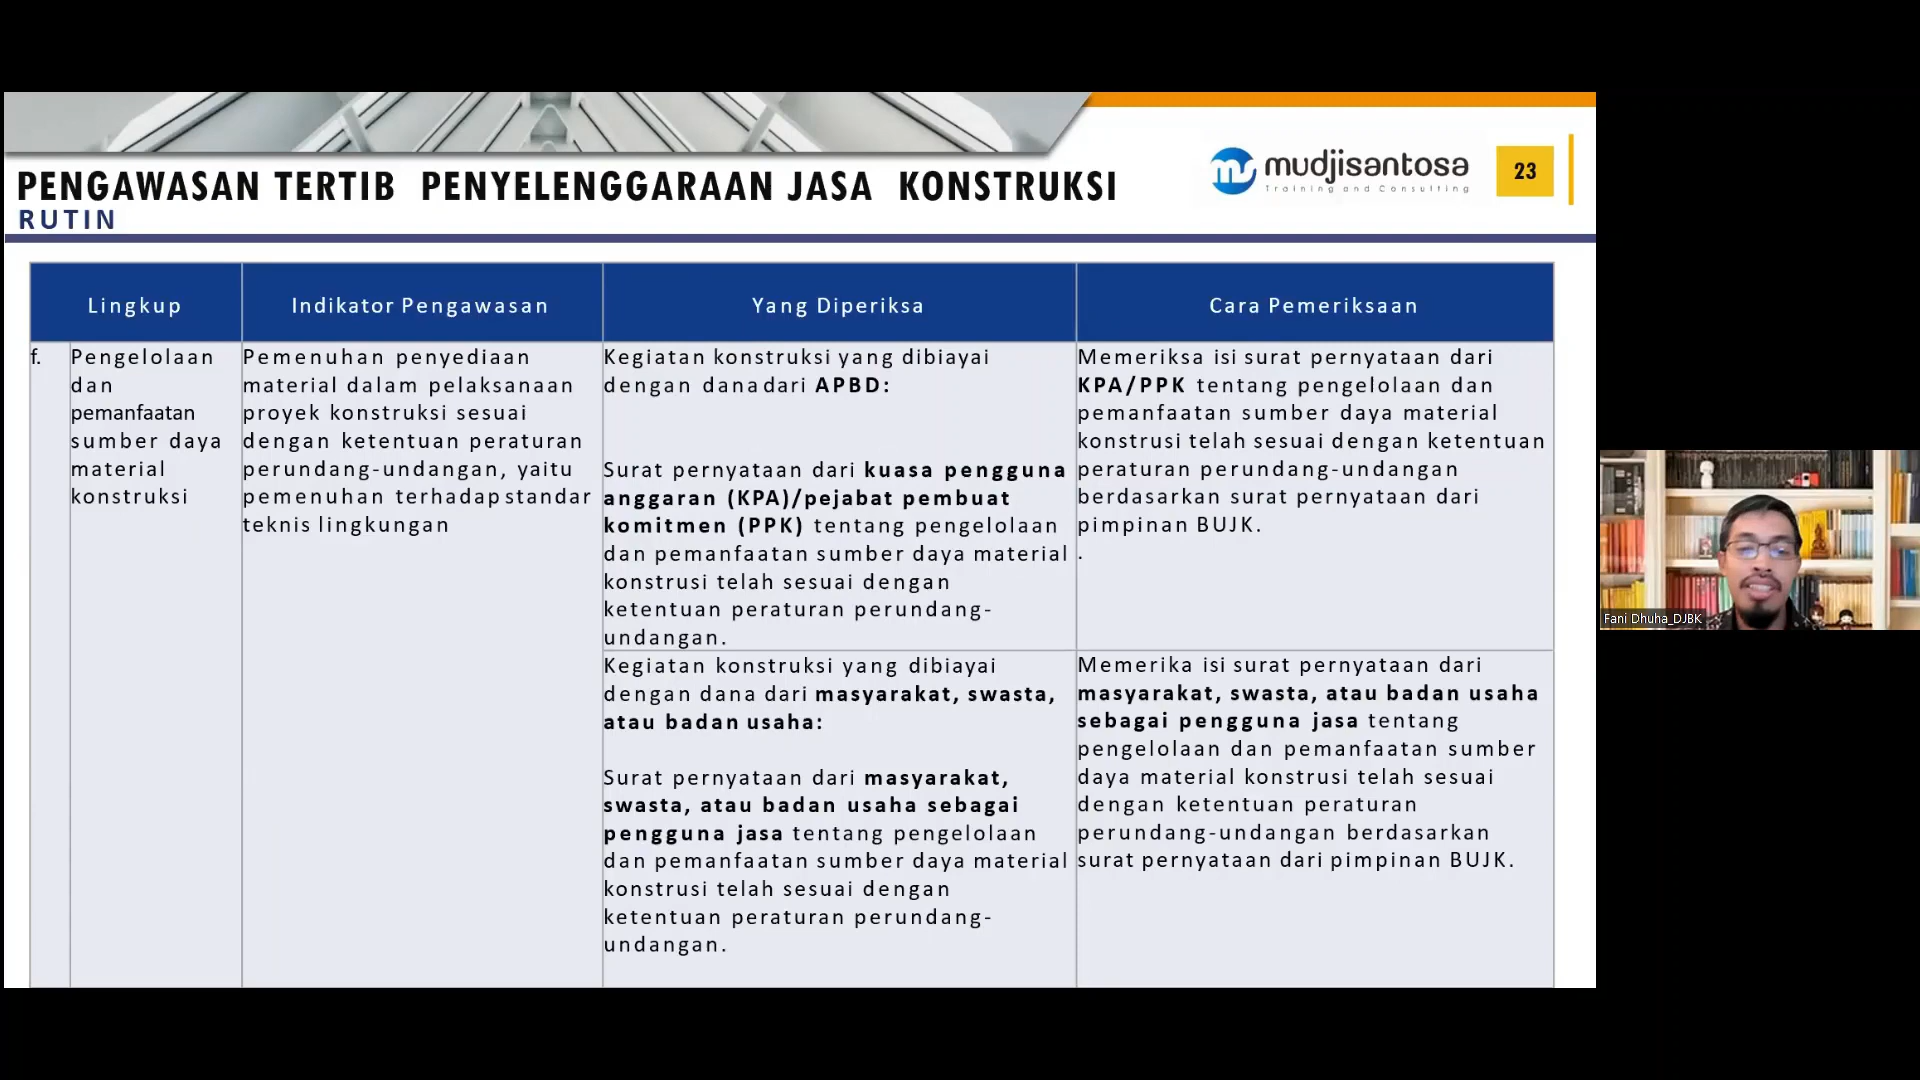 PENGAWASAN TERTIB PENYELENGGARAAN JASA KONSTRUKSI
RUTIN
mudjisantosa
Training and Consulting
23
Lingkup
Indikator Pengawasan
Yang Diperiksa
Cara Pemeriksaan
f.
Pengelolaan
dan
pemanfaatan
sumber daya
material
konstruksi
Pemenuhan penyediaan
material dalam pelaksanaan
proyek konstruksi sesuai
dengan ketentuan peraturan
perundang-undangan, yaitu
pemenuhan terhadap standar
teknis lingkungan
Kegiatan konstruksi yang dibiayai
dengan dana dari APBD:
Surat pernyataan dari kuasa pengguna
anggaran (KPA)/pejabat pembuat
komitmen (PPK) tentang pengelolaan
dan pemanfaatan sumber daya material
konstrusi telah sesuai dengan
ketentuan peraturan perundang-
undangan.
Memeriksa isi surat pernyataan dari
KPA/PPK tentang pengelolaan dan
pemanfaatan sumber daya material
konstrusi telah sesuai dengan ketentuan
peraturan perundang-undangan
berdasarkan surat pernyataan dari
pimpinan BUJK.
.
Kegiatan konstruksi yang dibiayai
dengan dana dari masyarakat, swasta,
atau badan usaha:
Surat pernyataan dari masyarakat,
swasta, atau badan usaha sebagai
pengguna jasa tentang pengelolaan
dan pemanfaatan sumber daya material
konstrusi telah sesuai dengan
ketentuan peraturan perundang-
undangan.
Memerika isi surat pernyataan dari
masyarakat, swasta, atau badan usaha
sebagai pengguna jasa tentang
pengelolaan dan pemanfaatan sumber
daya material konstrusi telah sesuai
dengan ketentuan peraturan
perundang-undangan berdasarkan
surat pernyataan dari pimpinan BUJK.
Fani Dhuha_DJBK